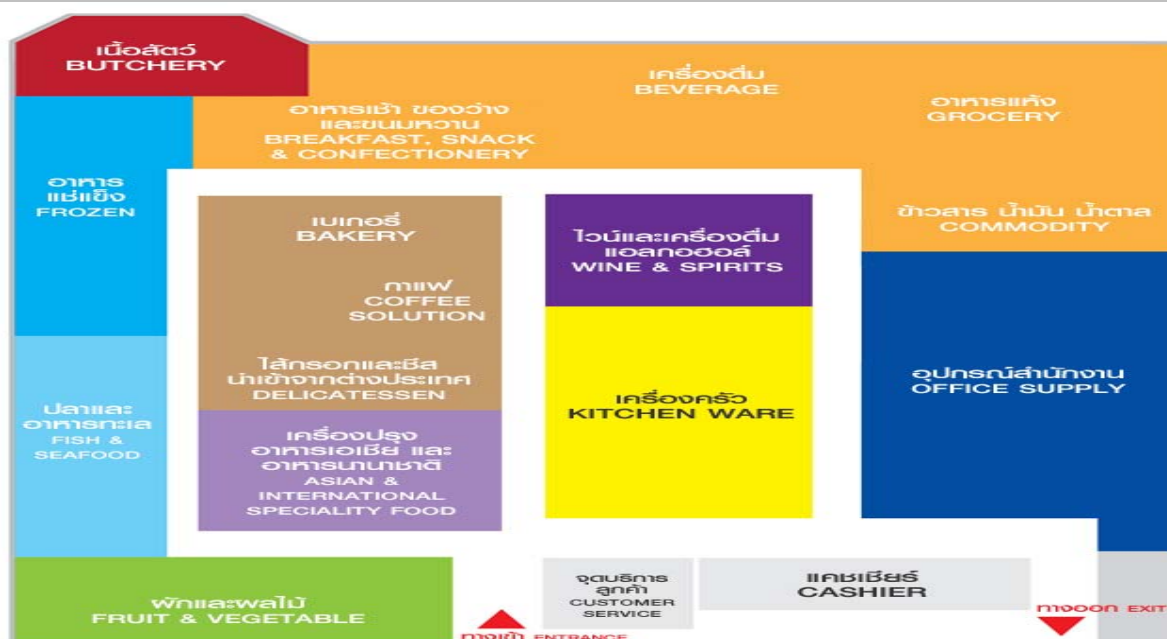 เนื้อสัตว์
BUTCHERY
เครื่องดื่ม
BEVERAGE
อาหารแห้ง
GROCERY
อาหารเช้า ของว่าง
และขนมหวาน
BREAKFAST, SNACK
& CONFECTIONERY
อาหาร
แช่แข็ง
FROZEN
เบเกอรี่
BAKERY
ไวน์และเครื่องดื่ม
แอลกอฮอล์
WINE & SPIRITS
ข้าวสาร น้ำมัน น้ำตาล
COMMODITY
กาแฟ
COFFEE
SOLUTION
ไส้กรอกและชีส
นำเข้าจากต่างประเทศ
DELICATESSEN
เครื่องครัว
KITCHEN WARE
อุปกรณ์สำนักงาน
OFFICE SUPPLY
ปลาและ
อาหารทะเล
FISH &
SEAFOOD
เครื่องปรุง
อาหารเอเชีย และ
อาหารนานาชาติ
ASIAN &
INTERNATIONAL
SPECIALITY FOOD
ผักและผลไม้
FRUIT & VEGETABLE
จุดบริการ
ลูกค้า
CUSTOMER
SERVICE
แคชเชียร์
CASHIER
ทางเข้า ENTRANCE
ทางออก EXIT